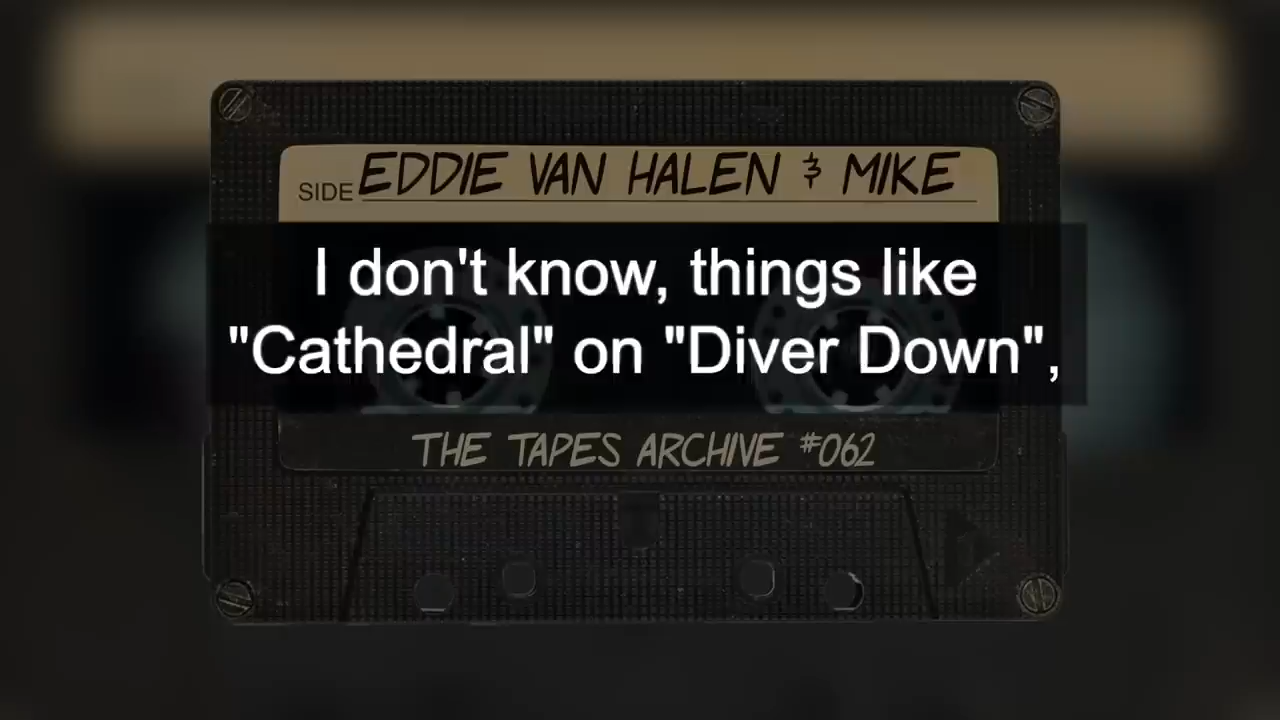 SIDE EDDIE VAN HALEN & MIKE
I don't know, things like
"Cathedral" on "Diver Down",
THE TAPES ARCHIVE #062